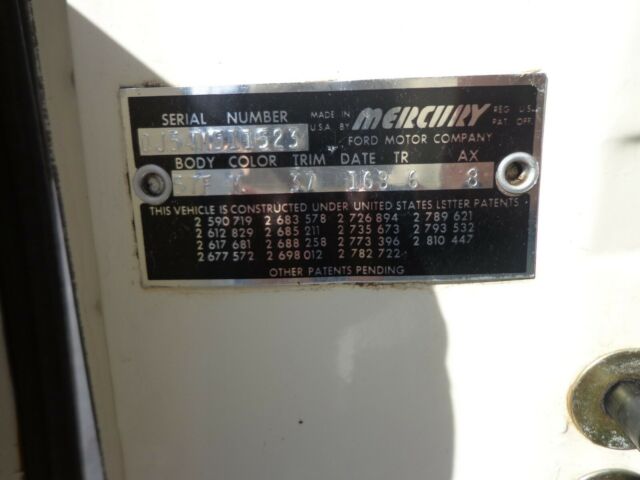 SERIAL NUMBER MADE IN U.S.A. BY MERCURY REG U.S. PAT OFF.
FORD MOTOR COMPANY
BODY COLOR TRIM DATE TR AX
37 16B 6 8
THIS VEHICLE IS CONSTRUCTED UNDER UNITED STATES LETTER PATENTS
2 590 719 2 683 578 2 726 894 2 789 621
2 612 829 2 685 211 2 735 673 2 793 532
2 617 681 2 688 258 2 773 396 2 810 447
2 677 572 2 698 012 2 782 722
OTHER PATENTS PENDING